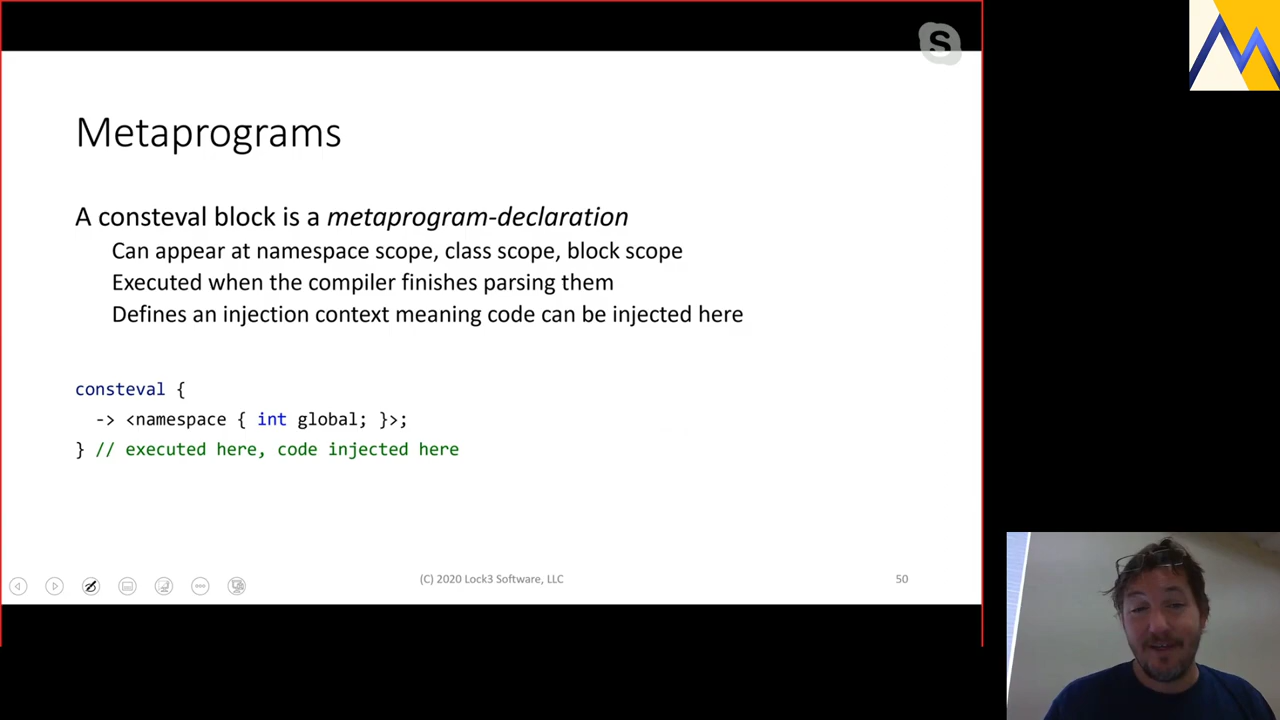 S
Metaprograms
A consteval block is a metaprogram-declaration
Can appear at namespace scope, class scope, block scope
Executed when the compiler finishes parsing them
Defines an injection context meaning code can be injected here
consteval {
-> <namespace { int global; }>;
} // executed here, code injected here
(C) 2020 Lock3 Software, LLC
50